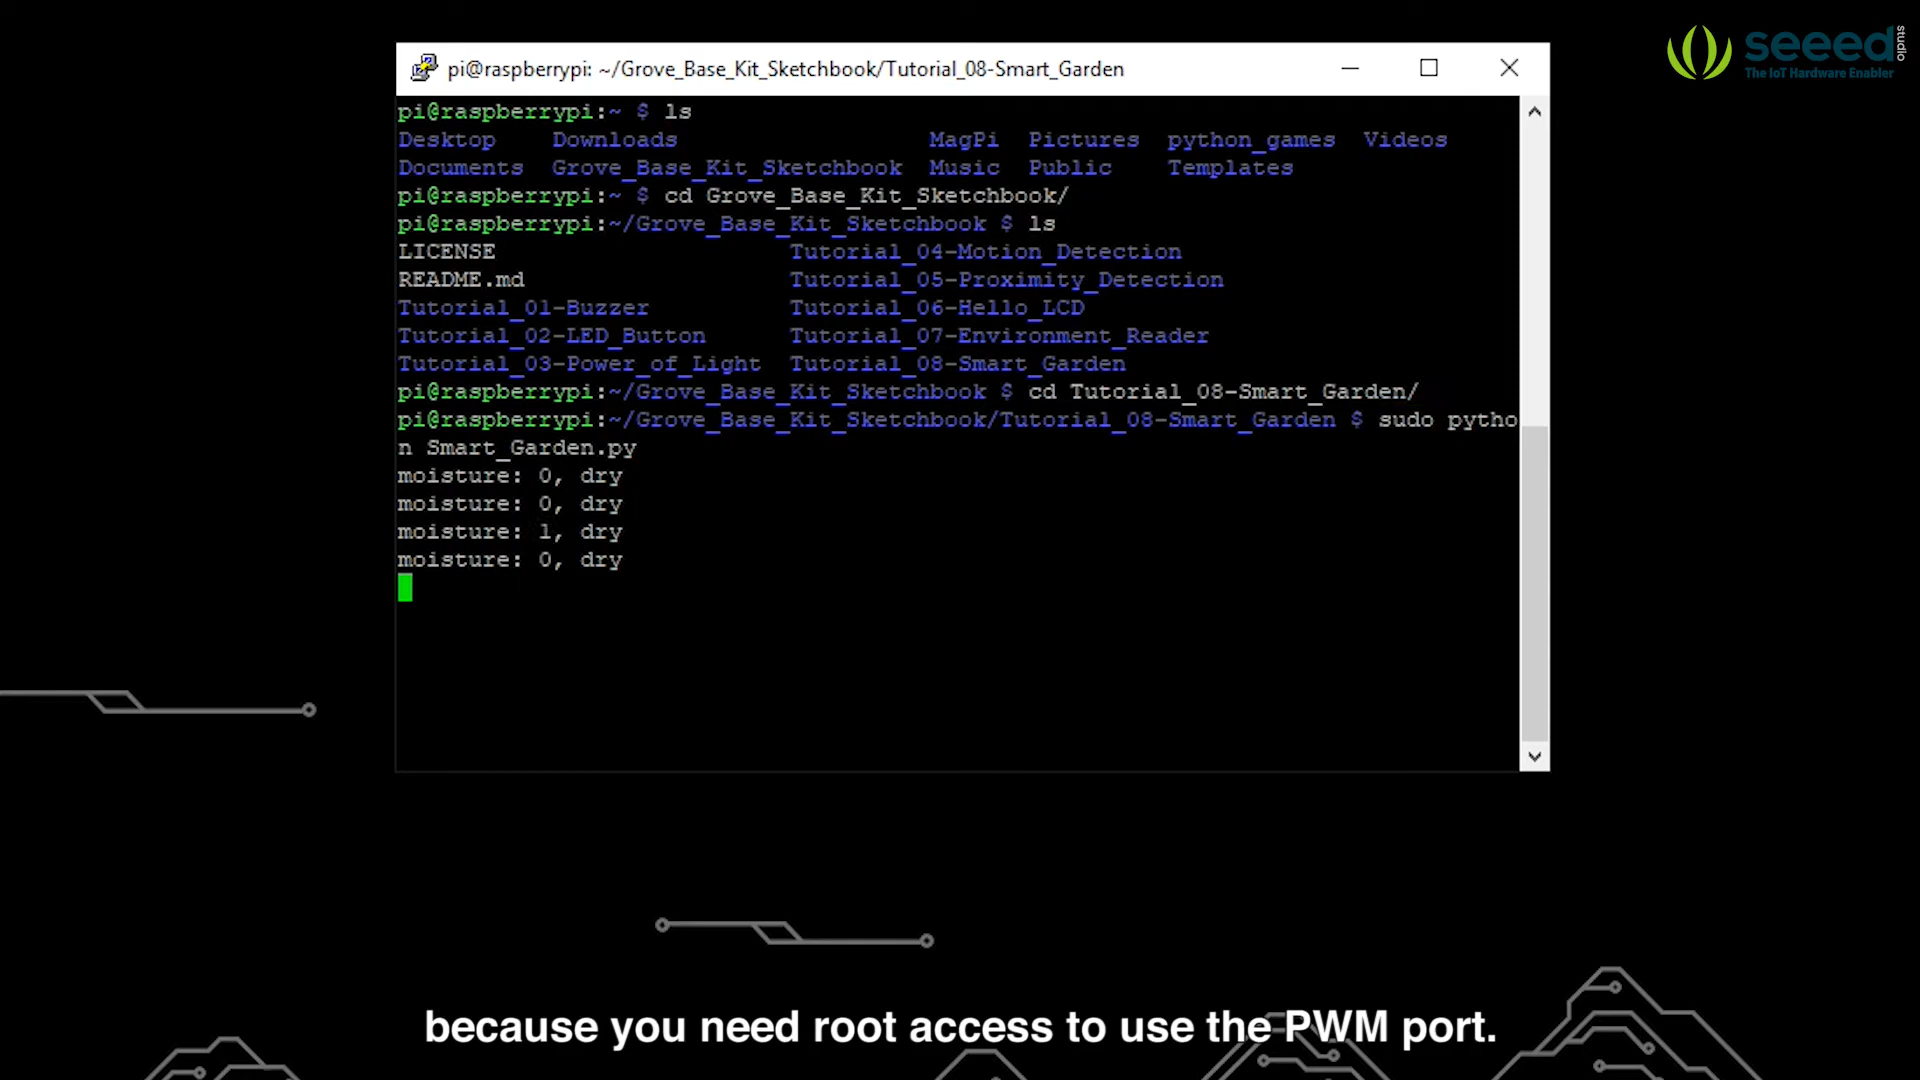 seeed studio
The IoT Hardware Enabler
pi@raspberrypi: ~/Grove_Base_Kit_Sketchbook/Tutorial_08-Smart_Garden
pi@raspberrypi:~ $ ls
Desktop Downloads MagPi Pictures python_games Videos
Documents Grove_Base_Kit_Sketchbook Music Public Templates
pi@raspberrypi:~ $ cd Grove_Base_Kit_Sketchbook/
pi@raspberrypi:~/Grove_Base_Kit_Sketchbook $ ls
LICENSE Tutorial_04-Motion_Detection
README.md Tutorial_05-Proximity_Detection
Tutorial_01-Buzzer Tutorial_06-Hello_LCD
Tutorial_02-LED_Button Tutorial_07-Environment_Reader
Tutorial_03-Power_of_Light Tutorial_08-Smart_Garden
pi@raspberrypi:~/Grove_Base_Kit_Sketchbook $ cd Tutorial_08-Smart_Garden/
pi@raspberrypi:~/Grove_Base_Kit_Sketchbook/Tutorial_08-Smart_Garden $ sudo pytho
n Smart_Garden.py
moisture: 0, dry
moisture: 0, dry
moisture: 1, dry
moisture: 0, dry
because you need root access to use the PWM port.